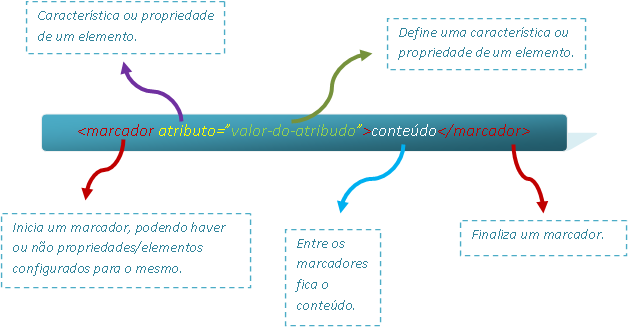 Característica ou propriedade
de um elemento.
Define uma característica ou
propriedade de um elemento.
<marcador atributo="valor-do-atribudo">conteúdo</marcador>
Inicia um marcador, podendo haver
ou não propriedades/elementos
configurados para o mesmo.
Entre os
marcadores
fica o
conteúdo.
Finaliza um marcador.